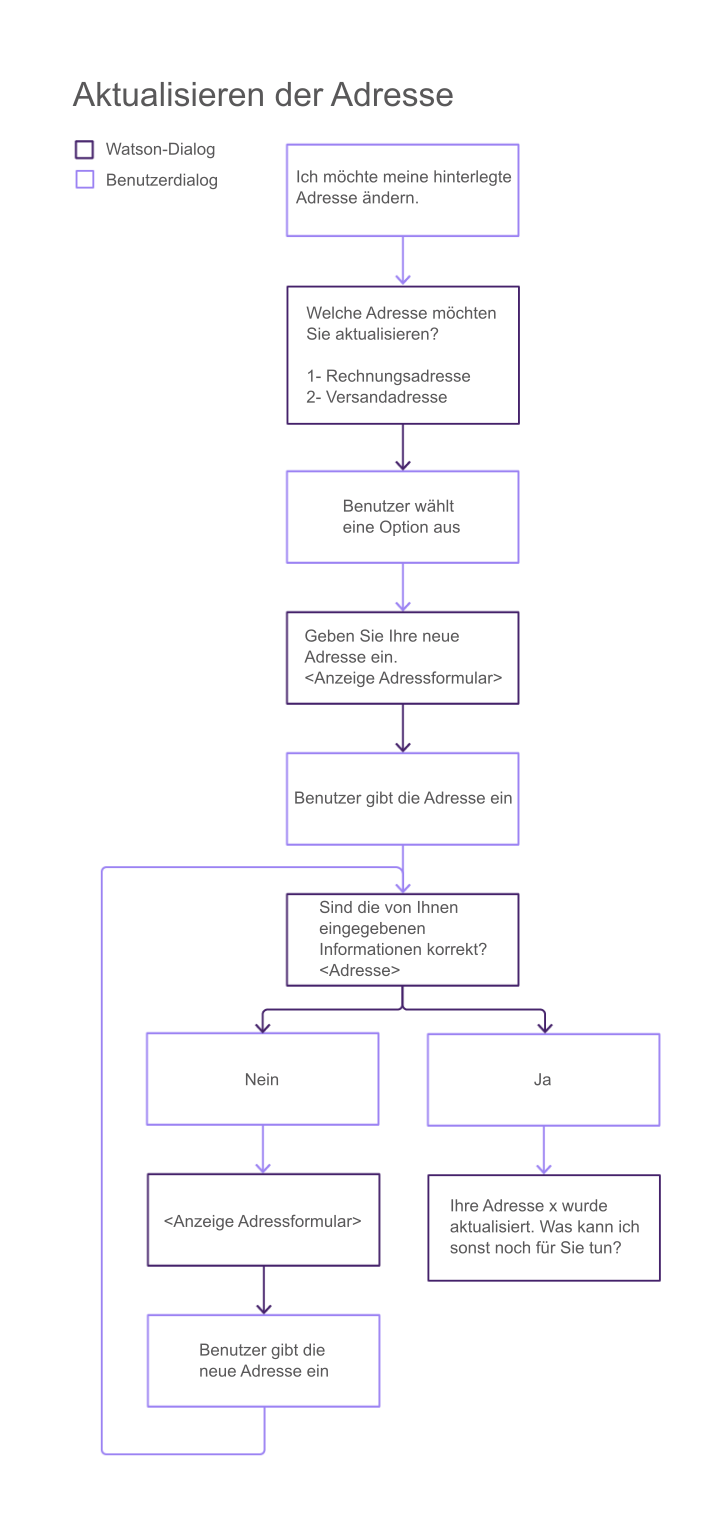 Aktualisieren der Adresse
Watson-Dialog
Benutzerdialog
Ich möchte meine hinterlegte
Adresse ändern.
Welche Adresse möchten
Sie aktualisieren?
1- Rechnungsadresse
2- Versandadresse
Benutzer wählt
eine Option aus
Geben Sie Ihre neue
Adresse ein.
<Anzeige Adressformular>
Benutzer gibt die Adresse ein
Sind die von Ihnen
eingegebenen
Informationen korrekt?
<Adresse>
Nein
Ja
<Anzeige Adressformular>
Ihre Adresse x wurde
aktualisiert. Was kann ich
sonst noch für Sie tun?
Benutzer gibt die
neue Adresse ein